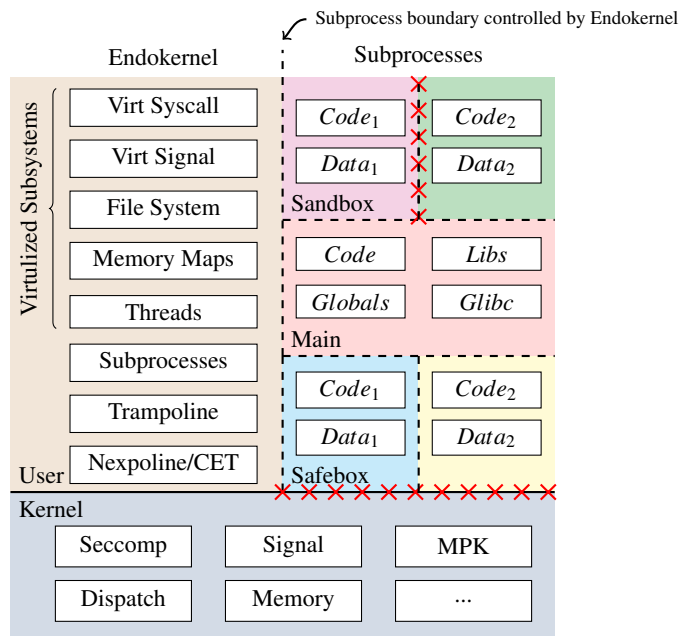 Subprocess boundary controlled by Endokernel
Endokernel
Subprocesses
Virtulized Subsystems
Virt Syscall
Virt Signal
File System
Memory Maps
Threads
Subprocesses
Trampoline
Nexpoline/CET
User
Code₁
Code₂
Data₁
Data₂
Sandbox
Code
Libs
Globals
Glibc
Main
Code₁
Code₂
Data₁
Data₂
Safebox
Kernel
Seccomp
Signal
MPK
Dispatch
Memory
...